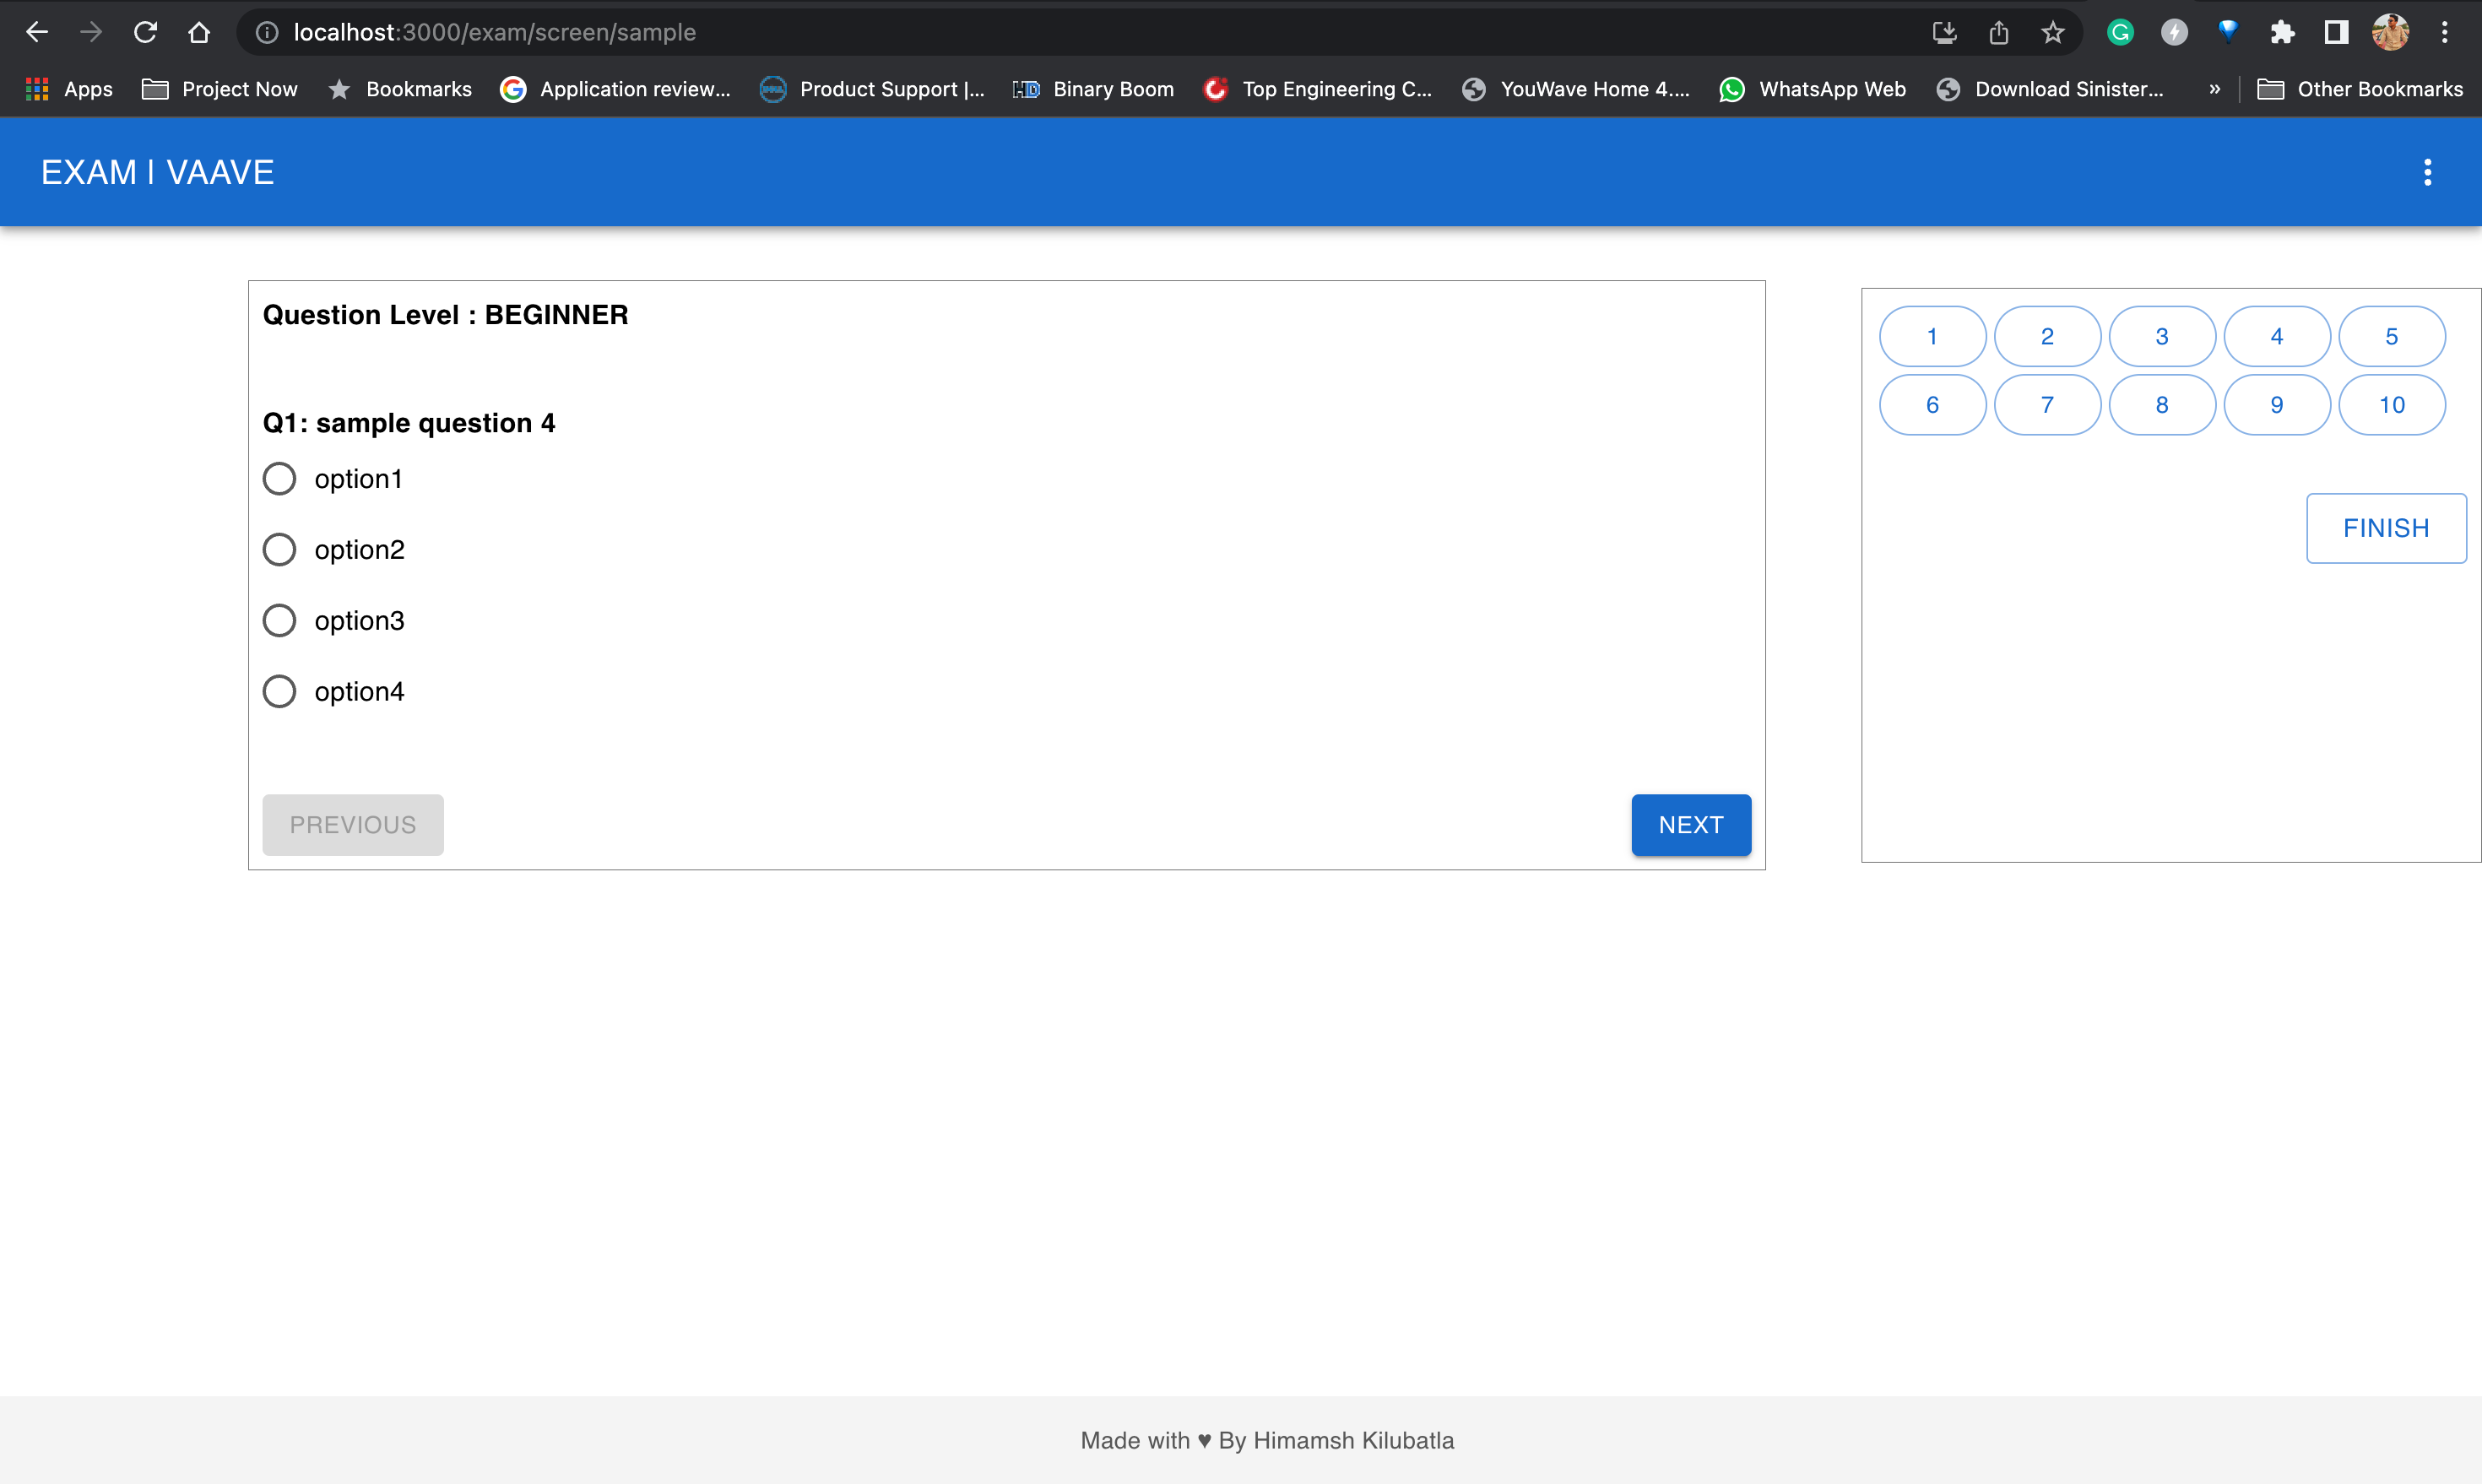 localhost:3000/exam/screen/sample
Apps Project Now Bookmarks Application review... Product Support |... HD Binary Boom Top Engineering C... YouWave Home 4.... WhatsApp Web Download Sinister... » Other Bookmarks
EXAM | VAAVE
Question Level : BEGINNER
Q1: sample question 4
option1
option2
option3
option4
PREVIOUS
NEXT
1 2 3 4 5
6 7 8 9 10
FINISH
Made with ♥ By Himamsh Kilubatla